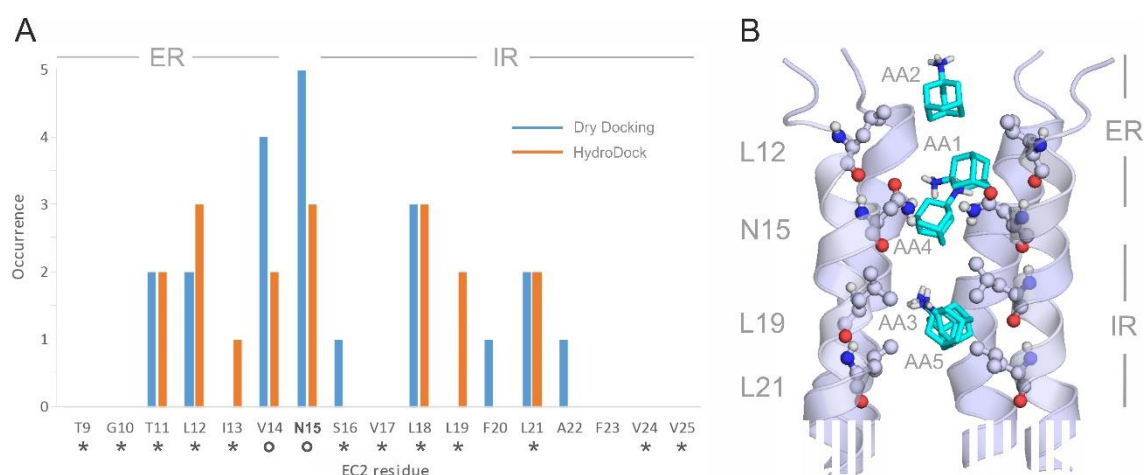 A
ER
IR
5
4
3
2
1
0
Occurrence
Dry Docking
HydroDock
T9 G10 T11 L12 I13 V14 N15 S16 V17 L18 L19 F20 L21 A22 F23 V24 V25
* * * * * o o * * * * * * *
EC2 residue
B
AA2
ER
L12
AA1
N15
AA4
L19
AA3
IR
AA5
L21